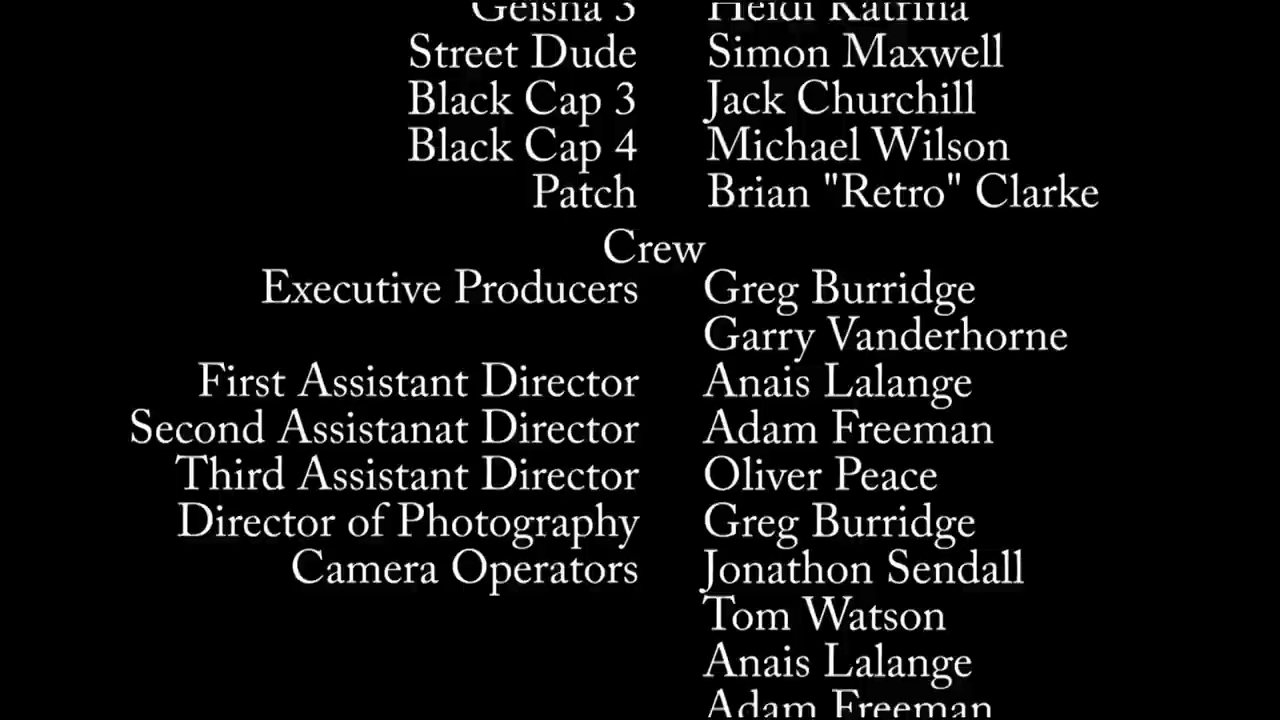 Geisha 3 Heidi Katrina
Street Dude Simon Maxwell
Black Cap 3 Jack Churchill
Black Cap 4 Michael Wilson
Patch Brian "Retro" Clarke
Crew
Executive Producers Greg Burridge
Garry Vanderhorne
First Assistant Director Anais Lalange
Second Assistanat Director Adam Freeman
Third Assistant Director Oliver Peace
Director of Photography Greg Burridge
Camera Operators Jonathon Sendall
Tom Watson
Anais Lalange
Adam Freeman